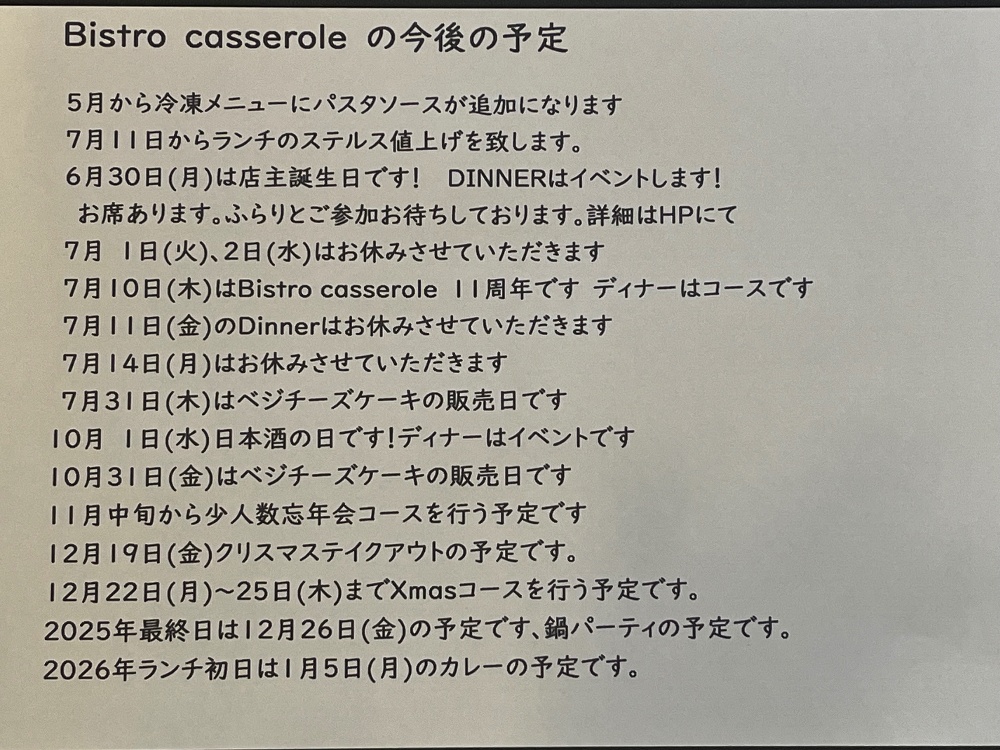 Bistro casserole の今後の予定
5月から冷凍メニューにパスタソースが追加になります
7月11日からランチのステルス値上げを致します。
6月30日(月)は店主誕生日です! DINNERはイベントします!
お席あります。ふらりとご参加お待ちしております。詳細はHPにて
7月 1日(火)、2日(水)はお休みさせていただきます
7月10日(木)はBistro casserole 11周年です ディナーはコースです
7月11日(金)のDinnerはお休みさせていただきます
7月14日(月)はお休みさせていただきます
7月31日(木)はベジチーズケーキの販売日です
10月 1日(水)日本酒の日です!ディナーはイベントです
10月31日(金)はベジチーズケーキの販売日です
11月中旬から少人数忘年会コースを行う予定です
12月19日(金)クリスマステイクアウトの予定です。
12月22日(月)~25日(木)までXmasコースを行う予定です。
2025年最終日は12月26日(金)の予定です、鍋パーティの予定です。
2026年ランチ初日は1月5日(月)のカレーの予定です。